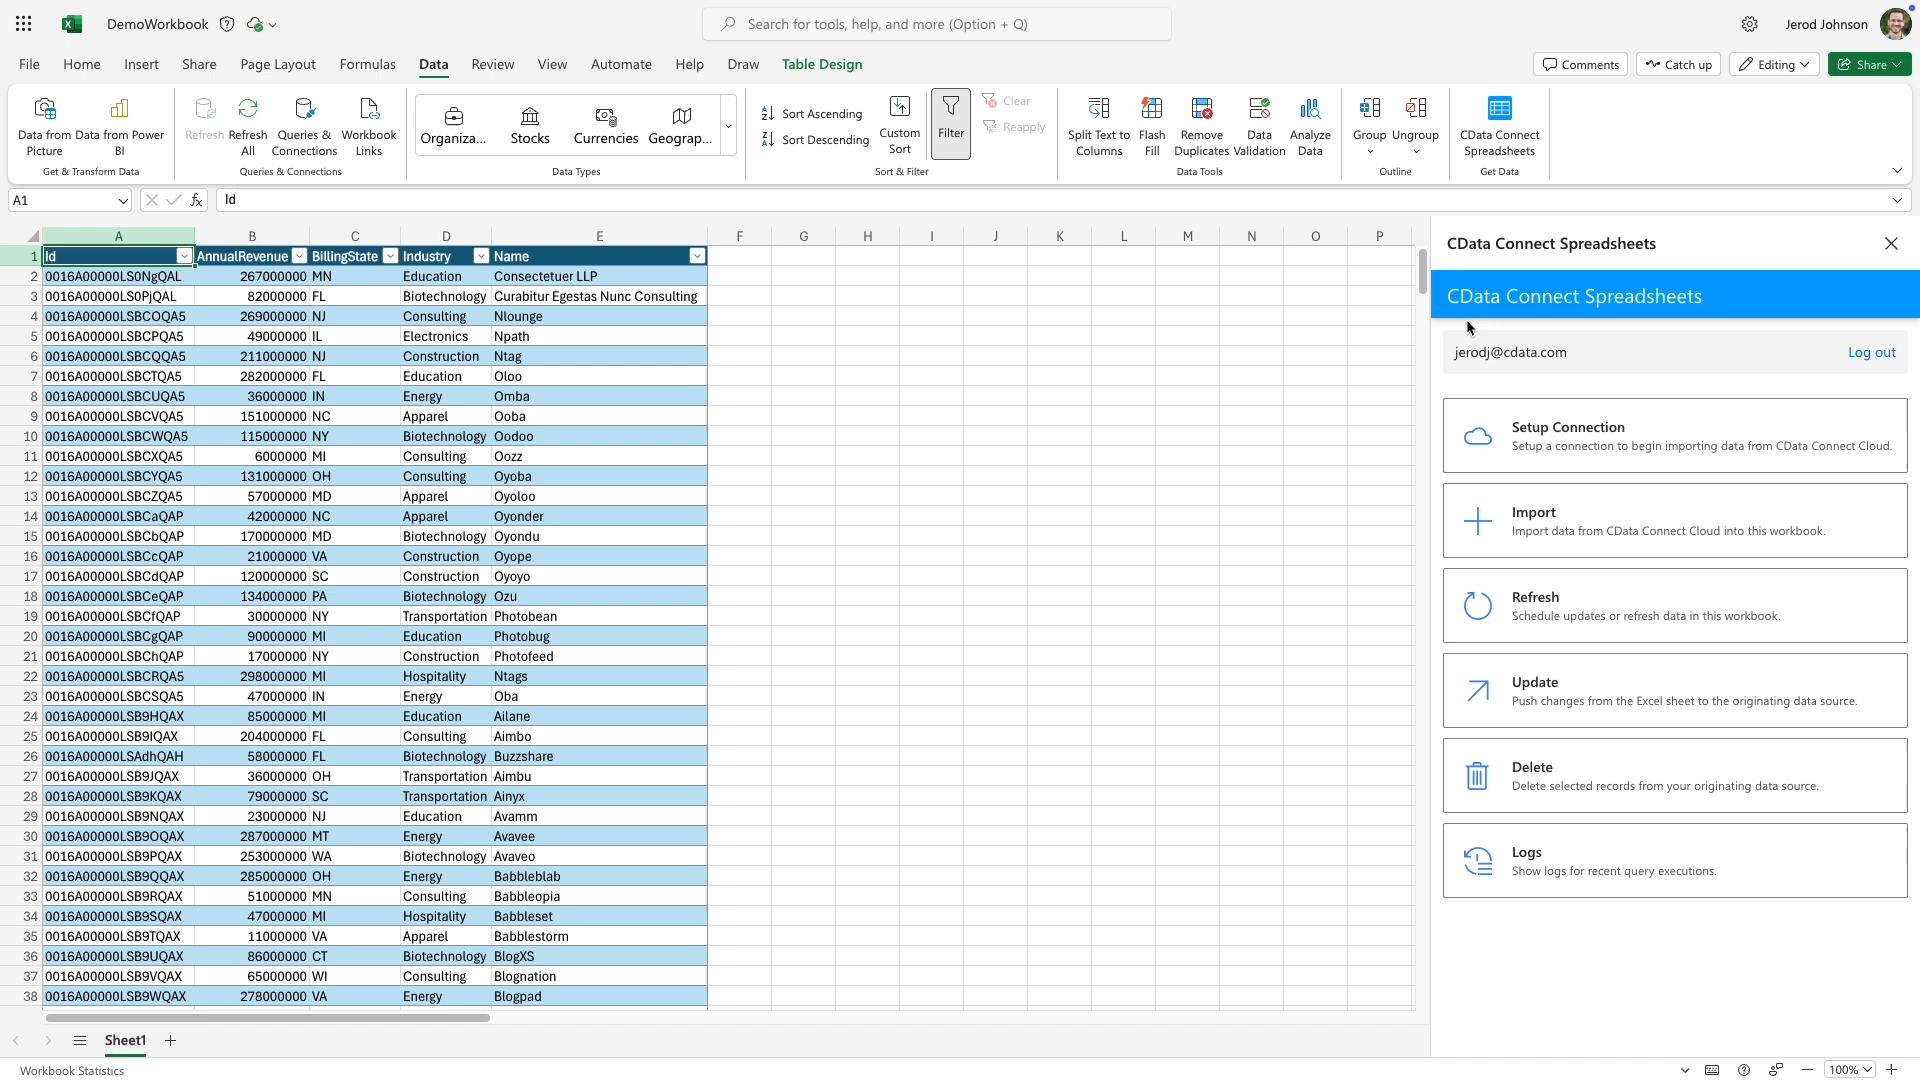 DemoWorkbook
Search for tools, help, and more (Option + Q)
Jerod Johnson
File Home Insert Share Page Layout Formulas Data Review View Automate Help Draw Table Design
Comments Catch up Editing Share
Data from Picture
Data from Power BI
Get & Transform Data
Refresh
Refresh All
Queries & Connections
Workbook Links
Queries & Connections
Organiza... Stocks Currencies Geograp...
Data Types
Sort Ascending
Sort Descending
Custom Sort
Filter
Clear
Reapply
Sort & Filter
Split Text to Columns
Flash Fill
Remove Duplicates
Data Validation
Analyze Data
Data Tools
Group Ungroup
Outline
CData Connect Spreadsheets
Get Data
A1 fx Id
A B C D E F G H I J K L M N O P
1 Id AnnualRevenue BillingState Industry Name
2 0016A00000LS0NgQAL 267000000 MN Education Consectetuer LLP
3 0016A00000LS0PjQAL 82000000 FL Biotechnology Curabitur Egestas Nunc Consulting
4 0016A00000LSBCOQA5 269000000 NJ Consulting Nlounge
5 0016A00000LSBCPQA5 49000000 IL Electronics Npath
6 0016A00000LSBCQQA5 211000000 NJ Construction Ntag
7 0016A00000LSBCTQA5 282000000 FL Education Oloo
8 0016A00000LSBCUQA5 36000000 IN Energy Omba
9 0016A00000LSBCVQA5 151000000 NC Apparel Ooba
10 0016A00000LSBCWQA5 115000000 NY Biotechnology Oodoo
11 0016A00000LSBCXQA5 6000000 MI Consulting Oozz
12 0016A00000LSBCYQA5 131000000 OH Consulting Oyoba
13 0016A00000LSBCZQA5 57000000 MD Apparel Oyoloo
14 0016A00000LSBCaQAP 42000000 NC Apparel Oyonder
15 0016A00000LSBCbQAP 170000000 MD Biotechnology Oyondu
16 0016A00000LSBCcQAP 21000000 VA Construction Oyope
17 0016A00000LSBCdQAP 120000000 SC Construction Oyoyo
18 0016A00000LSBCeQAP 134000000 PA Biotechnology Ozu
19 0016A00000LSBCfQAP 30000000 NY Transportation Photobean
20 0016A00000LSBCgQAP 90000000 MI Education Photobug
21 0016A00000LSBChQAP 17000000 NY Construction Photofeed
22 0016A00000LSBCRQA5 298000000 MI Hospitality Ntags
23 0016A00000LSBCSQA5 47000000 IN Energy Oba
24 0016A00000LSB9HQAX 85000000 MI Education Ailane
25 0016A00000LSB9IQAX 204000000 FL Consulting Aimbo
26 0016A00000LSAdhQAH 58000000 FL Biotechnology Buzzshare
27 0016A00000LSB9JQAX 36000000 OH Transportation Aimbu
28 0016A00000LSB9KQAX 79000000 SC Transportation Ainyx
29 0016A00000LSB9NQAX 23000000 NJ Education Avamm
30 0016A00000LSB9OQAX 287000000 MT Energy Avavee
31 0016A00000LSB9PQAX 253000000 WA Biotechnology Avaveo
32 0016A00000LSB9QQAX 285000000 OH Energy Babbleblab
33 0016A00000LSB9RQAX 51000000 MN Consulting Babbleopia
34 0016A00000LSB9SQAX 47000000 MI Hospitality Babbleset
35 0016A00000LSB9TQAX 11000000 VA Apparel Babblestorm
36 0016A00000LSB9UQAX 86000000 CT Biotechnology BlogXS
37 0016A00000LSB9VQAX 65000000 WI Consulting Blognation
38 0016A00000LSB9WQAX 278000000 VA Energy Blogpad
CData Connect Spreadsheets
CData Connect Spreadsheets
jerodj@cdata.com Log out
Setup Connection
Setup a connection to begin importing data from CData Connect Cloud.
Import
Import data from CData Connect Cloud into this workbook.
Refresh
Schedule updates or refresh data in this workbook.
Update
Push changes from the Excel sheet to the originating data source.
Delete
Delete selected records from your originating data source.
Logs
Show logs for recent query executions.
Sheet1
Workbook Statistics
100%